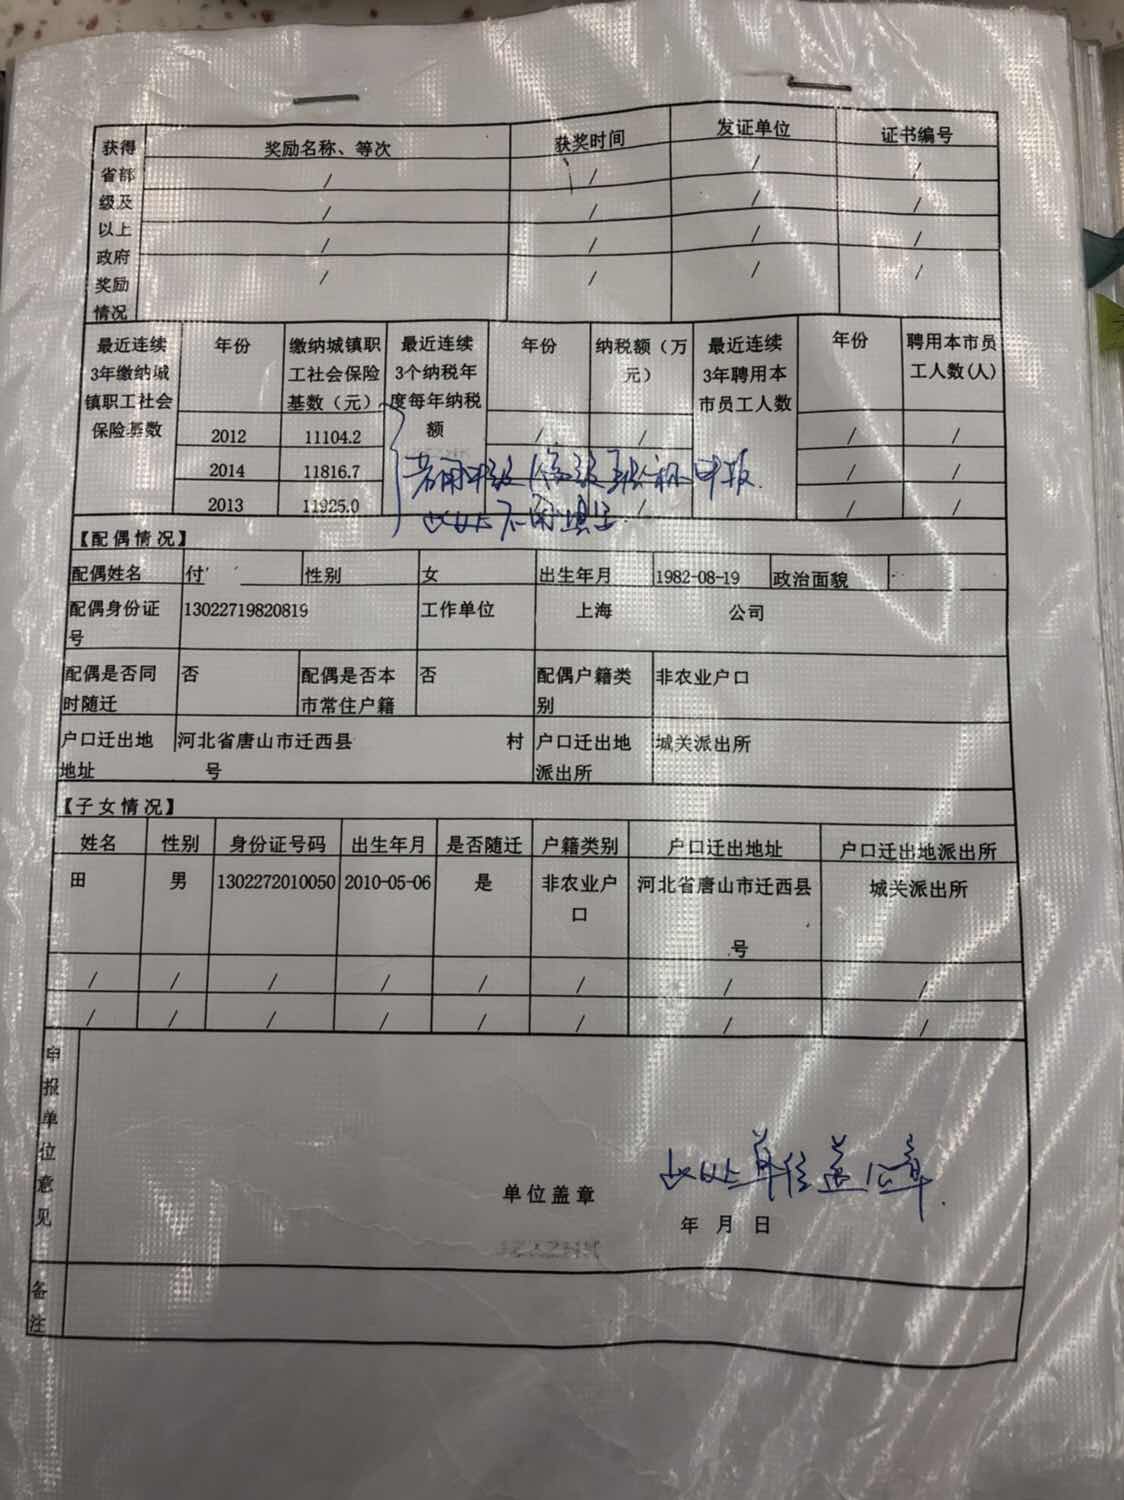 获得省部级及以上政府奖励情况 奖励名称、等次 获奖时间 发证单位 证书编号
/ / / /
/ / / /
/ / / /
/ / / /
最近连续3年缴纳城镇职工社会保险基数 年份 缴纳城镇职工社会保险基数（元） 最近连续3个纳税年度每年纳税额 年份 纳税额（万元） 最近连续3年聘用本市员工人数 年份 聘用本市员工人数(人)
2012 11104.2 / / / /
2014 11816.7 / /
2013 11925.0 / / /
若用中级（高级）职称申报
此处不用填写.
【配偶情况】
配偶姓名 付 性别 女 出生年月 1982-08-19 政治面貌
配偶身份证号 13022719820819 工作单位 上海 公司
配偶是否同时随迁 否 配偶是否本市常住户籍 否 配偶户籍类别 非农业户口
户口迁出地地址 河北省唐山市迁西县 村 号 户口迁出地派出所 城关派出所
【子女情况】
姓名 性别 身份证号码 出生年月 是否随迁 户籍类别 户口迁出地址 户口迁出地派出所
田 男 1302272010050 2010-05-06 是 非农业户口 河北省唐山市迁西县 号 城关派出所
/ / / / / / / /
/ / / / / / / /
申报单位意见
此处单位盖公章.
单位盖章
年 月 日
备注